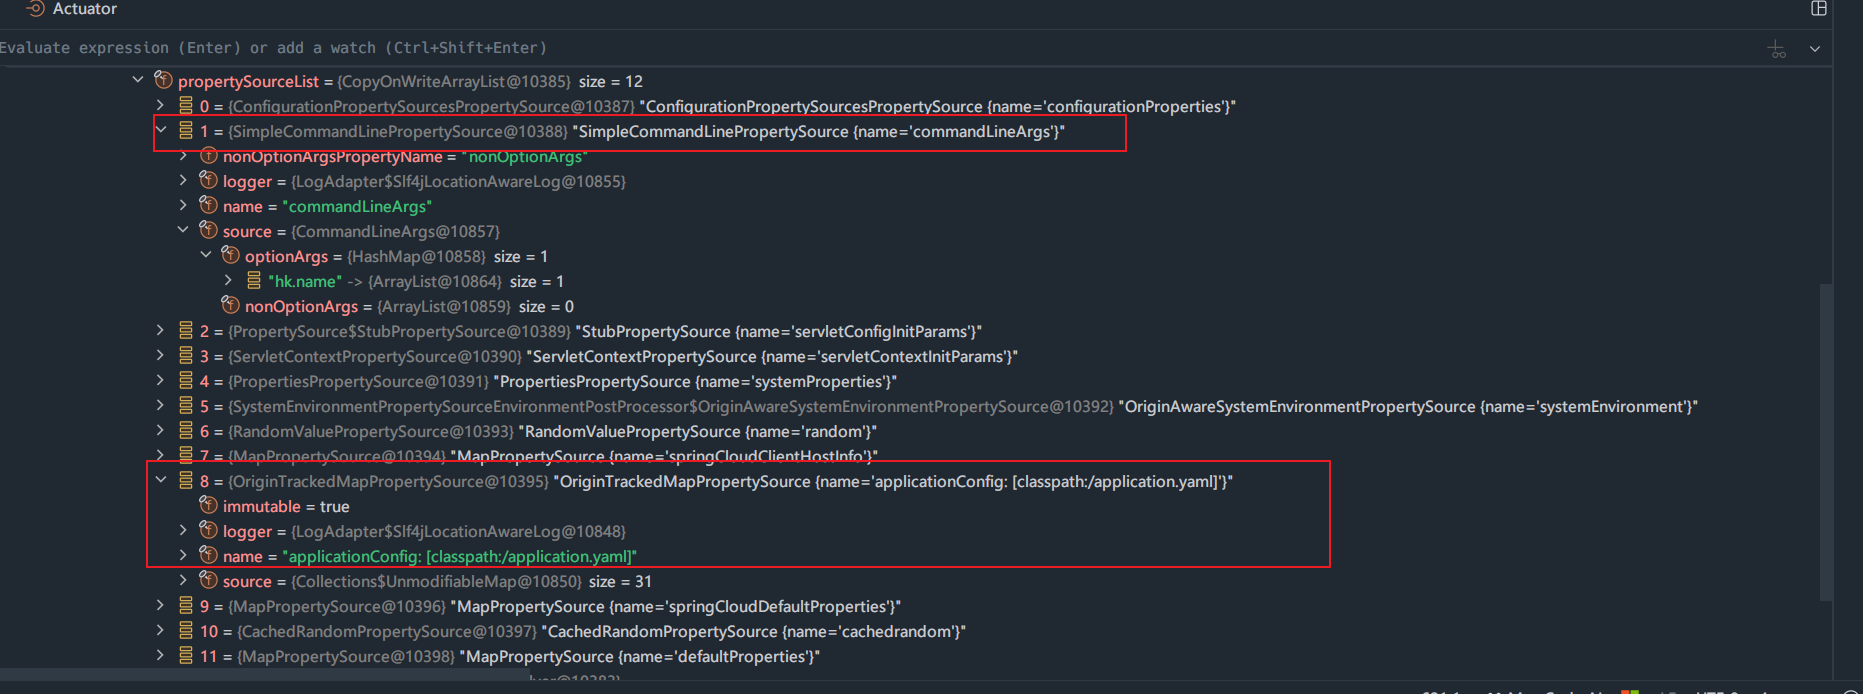 Actuator
Evaluate expression (Enter) or add a watch (Ctrl+Shift+Enter)
propertySourceList = {CopyOnWriteArrayList@10385} size = 12
0 = {ConfigurationPropertySourcesPropertySource@10387} "ConfigurationPropertySourcesPropertySource {name='configurationProperties'}"
1 = {SimpleCommandLinePropertySource@10388} "SimpleCommandLinePropertySource {name='commandLineArgs'}"
nonOptionArgsPropertyName = "nonOptionArgs"
logger = {LogAdapter$Slf4jLocationAwareLog@10855}
name = "commandLineArgs"
source = {CommandLineArgs@10857}
optionArgs = {HashMap@10858} size = 1
"hk.name" -> {ArrayList@10864} size = 1
nonOptionArgs = {ArrayList@10859} size = 0
2 = {PropertySource$StubPropertySource@10389} "StubPropertySource {name='servletConfigInitParams'}"
3 = {ServletContextPropertySource@10390} "ServletContextPropertySource {name='servletContextInitParams'}"
4 = {PropertiesPropertySource@10391} "PropertiesPropertySource {name='systemProperties'}"
5 = {SystemEnvironmentPropertySourceEnvironmentPostProcessor$OriginAwareSystemEnvironmentPropertySource@10392} "OriginAwareSystemEnvironmentPropertySource {name='systemEnvironment'}"
6 = {RandomValuePropertySource@10393} "RandomValuePropertySource {name='random'}"
7 = {MapPropertySource@10394} "MapPropertySource {name='springCloudClientHostInfo'}"
8 = {OriginTrackedMapPropertySource@10395} "OriginTrackedMapPropertySource {name='applicationConfig: [classpath:/application.yaml]'}"
immutable = true
logger = {LogAdapter$Slf4jLocationAwareLog@10848}
name = "applicationConfig: [classpath:/application.yaml]"
source = {Collections$UnmodifiableMap@10850} size = 31
9 = {MapPropertySource@10396} "MapPropertySource {name='springCloudDefaultProperties'}"
10 = {CachedRandomPropertySource@10397} "CachedRandomPropertySource {name='cachedrandom'}"
11 = {MapPropertySource@10398} "MapPropertySource {name='defaultProperties'}"